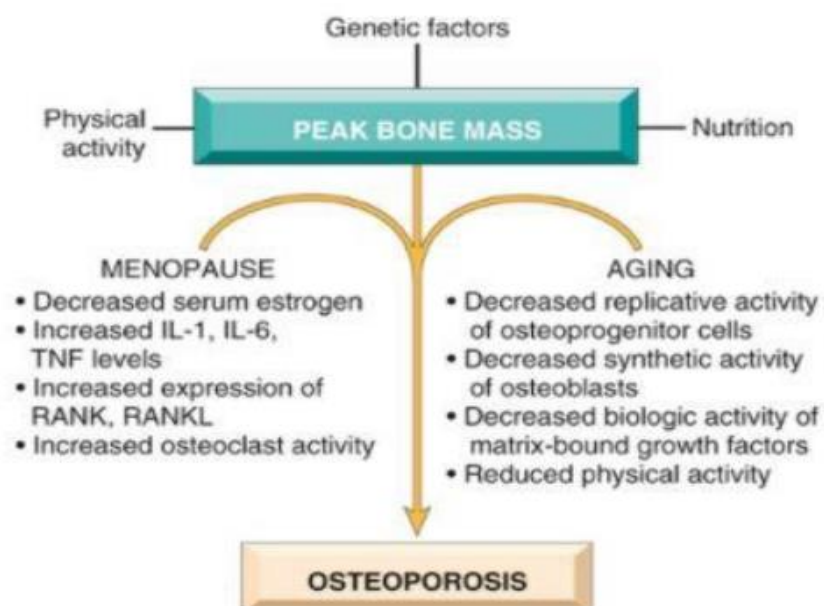 Genetic factors
Physical
activity
PEAK BONE MASS
Nutrition
MENOPAUSE
• Decreased serum estrogen
• Increased IL-1, IL-6,
TNF levels
• Increased expression of
RANK, RANKL
• Increased osteoclast activity
AGING
• Decreased replicative activity
of osteoprogenitor cells
• Decreased synthetic activity
of osteoblasts
• Decreased biologic activity of
matrix-bound growth factors
• Reduced physical activity
OSTEOPOROSIS